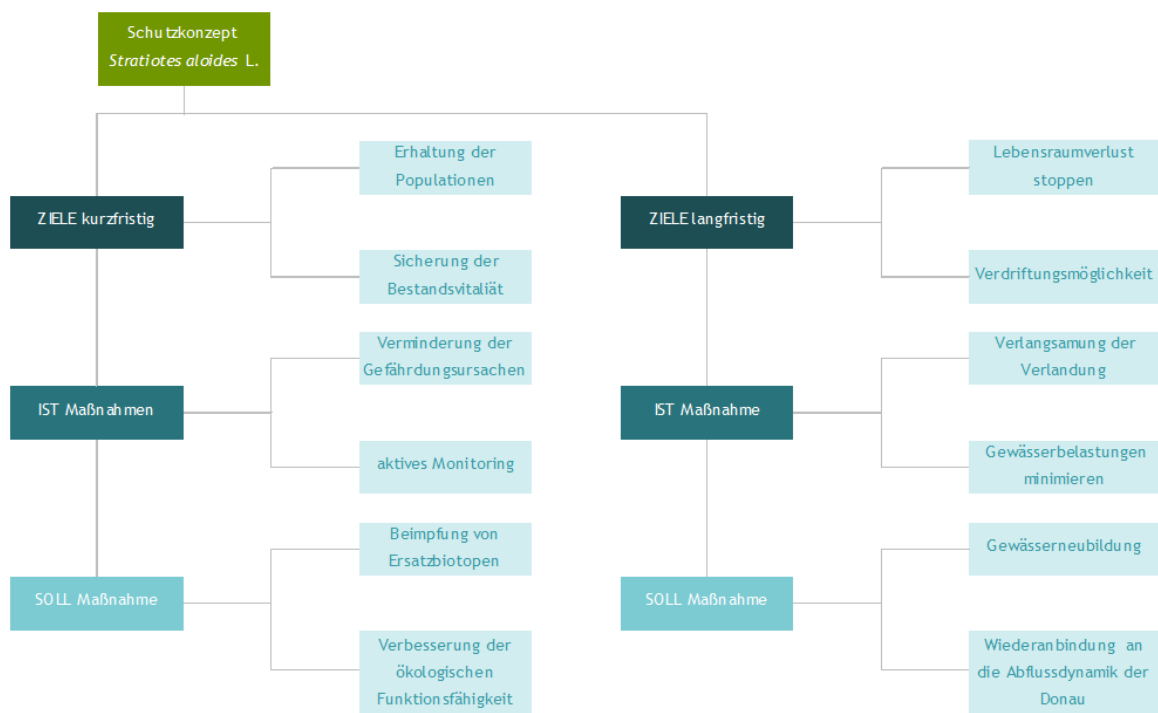 Schutzkonzept
Stratiotes aloides L.
ZIELE kurzfristig
Erhaltung der
Populationen
Sicherung der
Bestandsvitaliät
IST Maßnahmen
Verminderung der
Gefährdungsursachen
aktives Monitoring
SOLL Maßnahme
Beimpfung von
Ersatzbiotopen
Verbesserung der
ökologischen
Funktionsfähigkeit
ZIELE langfristig
Lebensraumverlust
stoppen
Verdriftungsmöglichkeit
IST Maßnahme
Verlangsamung der
Verlandung
Gewässerbelastungen
minimieren
SOLL Maßnahme
Gewässerneubildung
Wiederanbindung an
die Abflussdynamik der
Donau